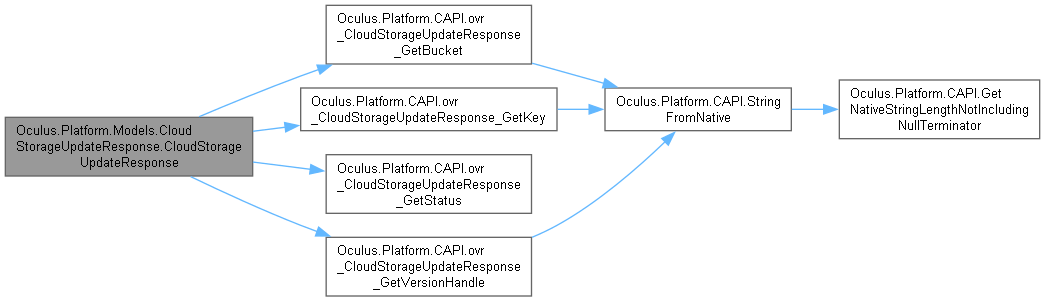 Oculus.Platform.Models.Cloud
StorageUpdateResponse.CloudStorage
UpdateResponse
Oculus.Platform.CAPI.ovr
_CloudStorageUpdateResponse
_GetBucket
Oculus.Platform.CAPI.ovr
_CloudStorageUpdateResponse_GetKey
Oculus.Platform.CAPI.ovr
_CloudStorageUpdateResponse
_GetStatus
Oculus.Platform.CAPI.ovr
_CloudStorageUpdateResponse
_GetVersionHandle
Oculus.Platform.CAPI.String
FromNative
Oculus.Platform.CAPI.Get
NativeStringLengthNotIncluding
NullTerminator